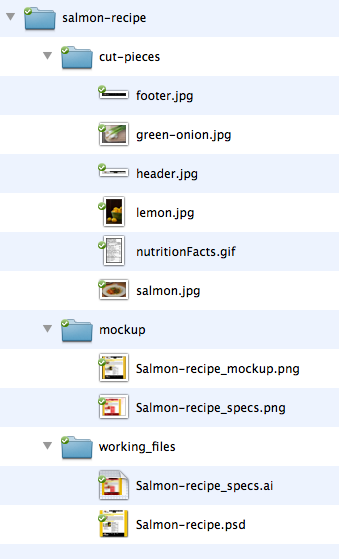 salmon-recipe
cut-pieces
footer.jpg
green-onion.jpg
header.jpg
lemon.jpg
nutritionFacts.gif
salmon.jpg
mockup
Salmon-recipe_mockup.png
Salmon-recipe_specs.png
working_files
Salmon-recipe_specs.ai
Salmon-recipe.psd